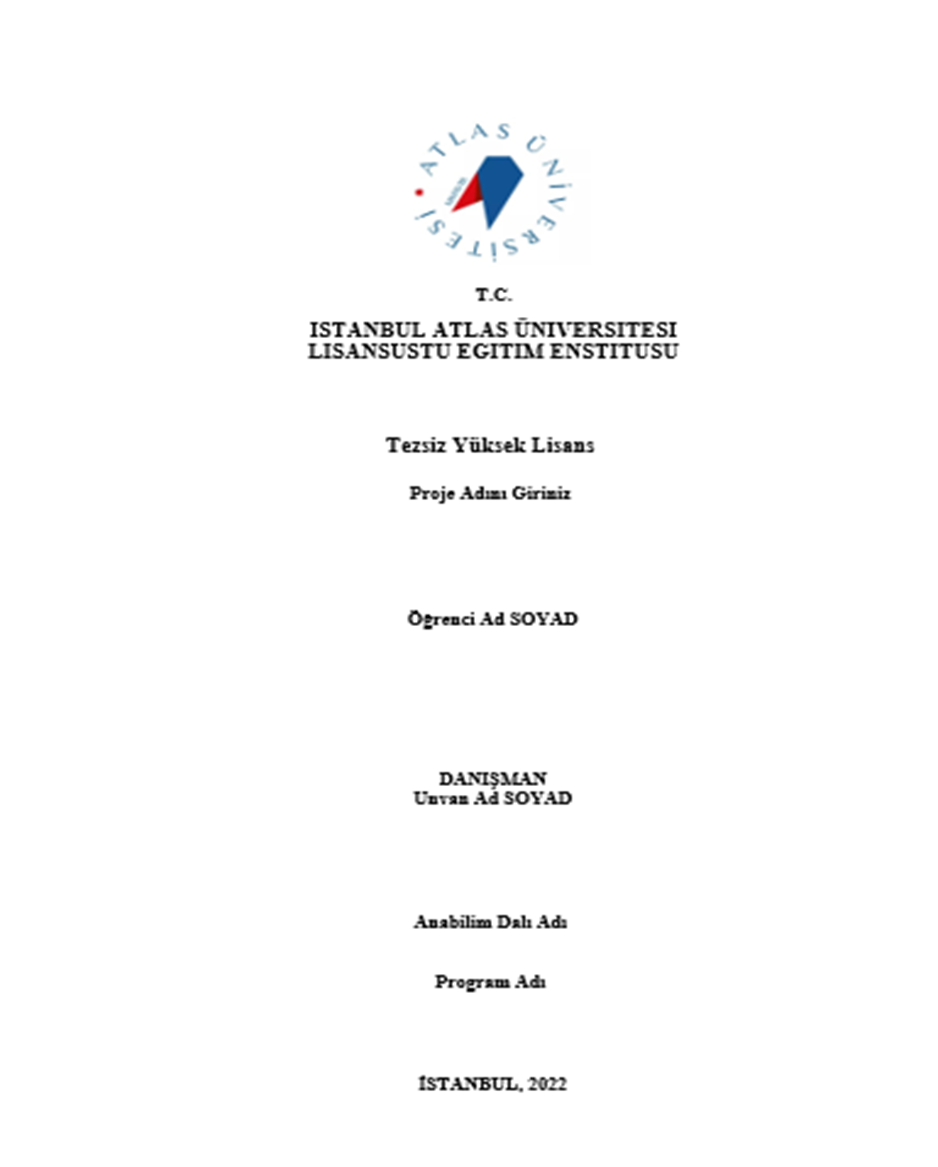 ATLAS ÜNİVERSİTESİ
T.C.
ISTANBUL ATLAS ÜNIVERSITESI
LISANSUSTU EGITIM ENSTITUSU
Tezsiz Yüksek Lisans
Proje Adını Giriniz
Öğrenci Ad SOYAD
DANIŞMAN
Unvan Ad SOYAD
Anabilim Dalı Adı
Program Adı
İSTANBUL, 2022